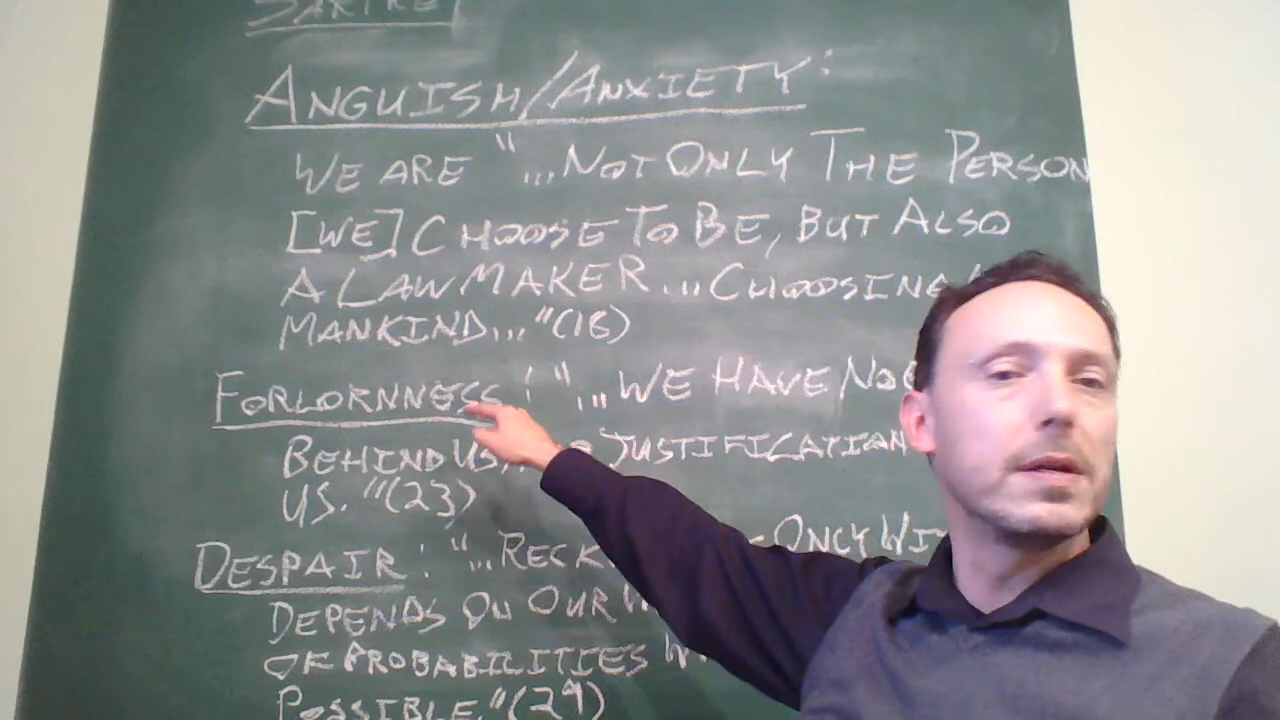 SARTRE
ANGUISH/ANXIETY:
WE ARE "...NOT ONLY THE PERSON
[WE] CHOOSE TO BE, BUT ALSO
A LAWMAKER...CHOOSING
MANKIND..."(18)
FORLORNNESS: "...WE HAVE NO
BEHIND US, JUSTIFICATION
US."(23)
DESPAIR: "...RECK ONLY WI
DEPENDS ON OUR
OF PROBABILITIES
POSSIBLE."(29)